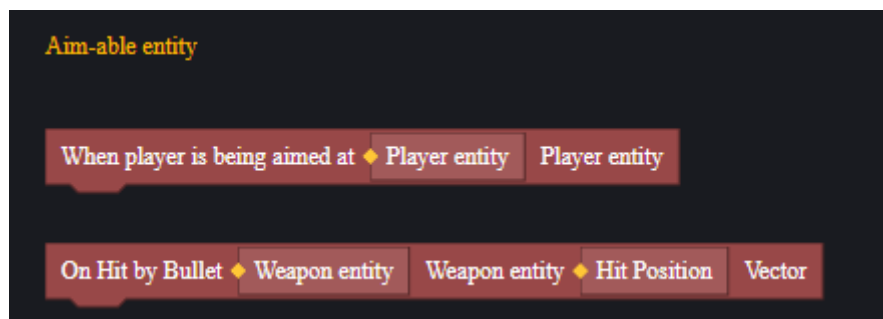 Aim-able entity
When player is being aimed at Player entity Player entity
On Hit by Bullet Weapon entity Weapon entity Hit Position Vector